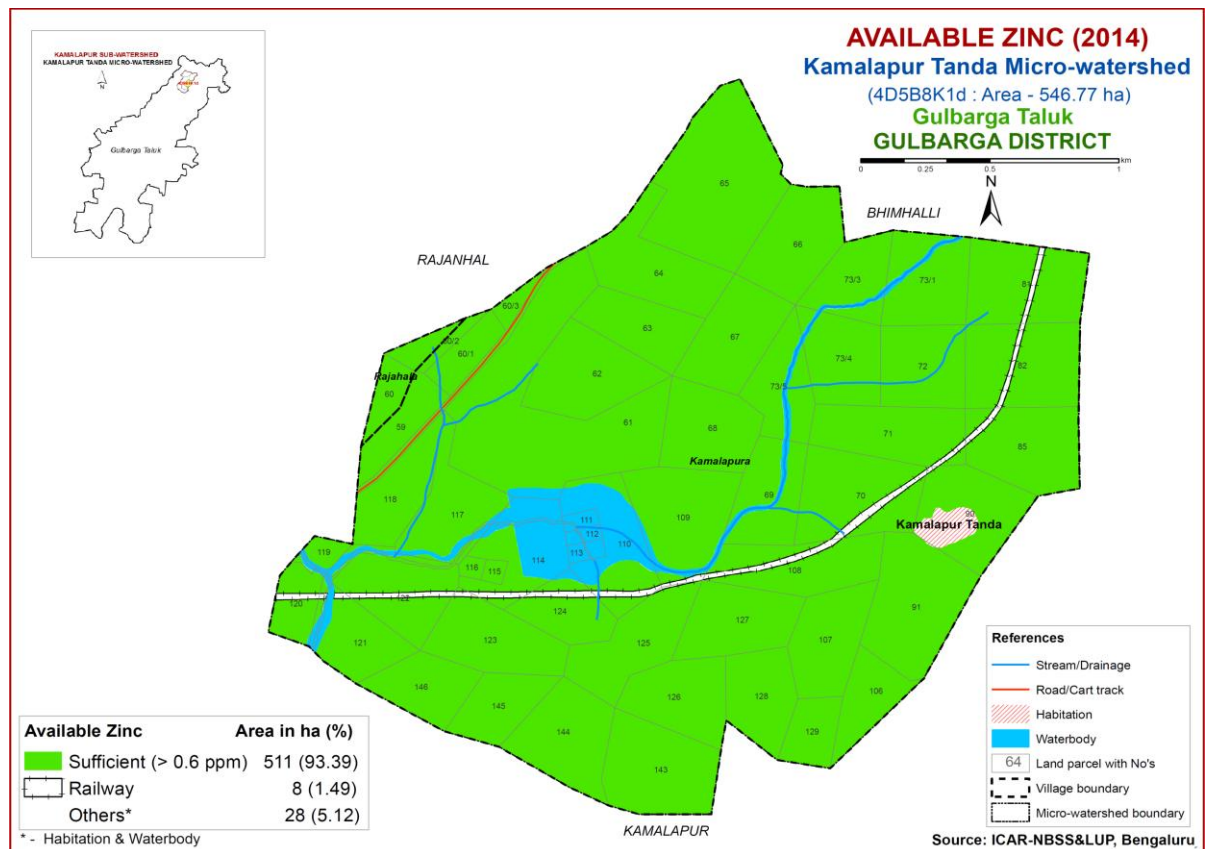 KAMALAPUR SUB-WATERSHED
KAMALAPUR TANDA MICRO-WATERSHED
N
Gulbarga Taluk
AVAILABLE ZINC (2014)
Kamalapur Tanda Micro-watershed
(4D5B8K1d : Area - 546.77 ha)
Gulbarga Taluk
GULBARGA DISTRICT
km
0 0.25 0.5 1
N
BHIMHALLI
RAJANHAL
65
66
64
73/3 73/1
81
60/3
63
67
60/2
60/1
73/4
72
82
62
Rajahala
60
73/5
59
61
68
71
85
Kamalapura
118
69
70
117
109
111
90
Kamalapur Tanda
112
110
119
113
114
116 115
108
120
122
124
91
127
121
123
125
107
146
126
128
106
145
144
129
143
KAMALAPUR
Available Zinc Area in ha (%)
Sufficient (> 0.6 ppm) 511 (93.39)
Railway 8 (1.49)
Others* 28 (5.12)
* - Habitation & Waterbody
References
Stream/Drainage
Road/Cart track
Habitation
Waterbody
64 Land parcel with No's
Village boundary
Micro-watershed boundary
Source: ICAR-NBSS&LUP, Bengaluru